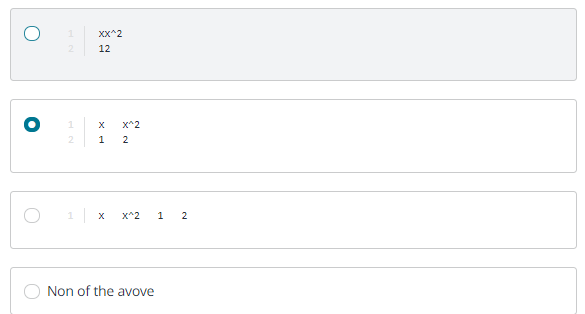 1 xx^2
2 12
1 x x^2
2 1 2
1 x x^2 1 2
Non of the avove